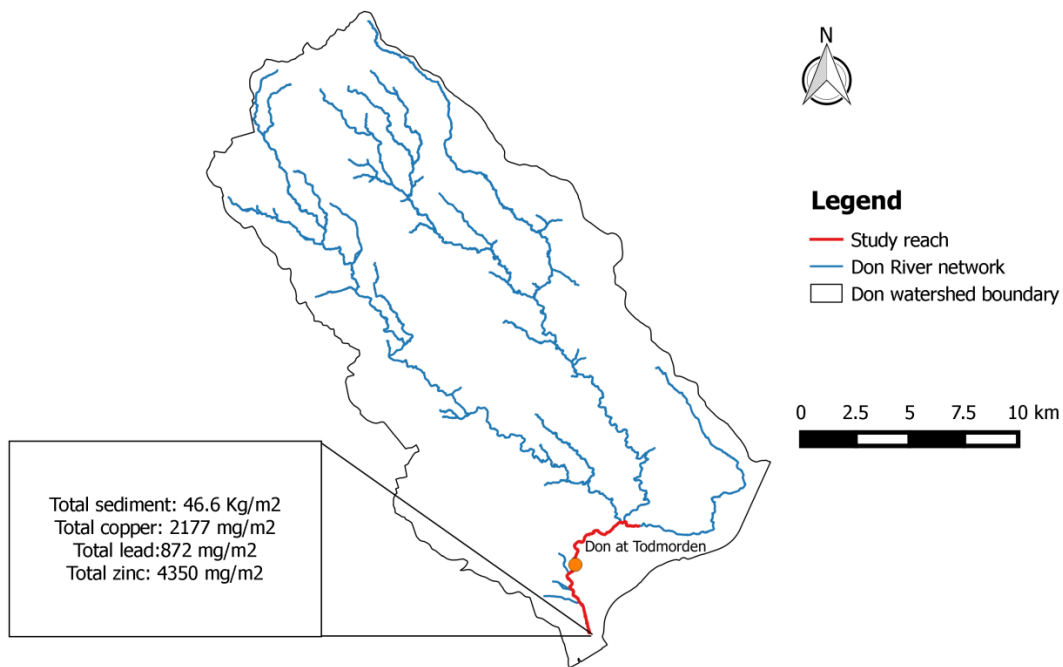 N
Legend
Study reach
Don River network
Don watershed boundary
0 2.5 5 7.5 10 km
Total sediment: 46.6 Kg/m2
Total copper: 2177 mg/m2
Total lead:872 mg/m2
Total zinc: 4350 mg/m2
Don at Todmorden